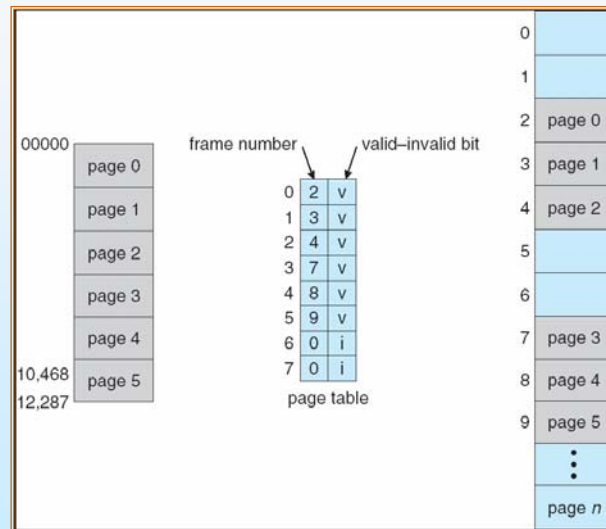 00000
page 0
page 1
page 2
page 3
page 4
10,468
page 5
12,287
frame number
valid–invalid bit
0 2 v
1 3 v
2 4 v
3 7 v
4 8 v
5 9 v
6 0 i
7 0 i
page table
0
1
2 page 0
3 page 1
4 page 2
5
6
7 page 3
8 page 4
9 page 5
page n